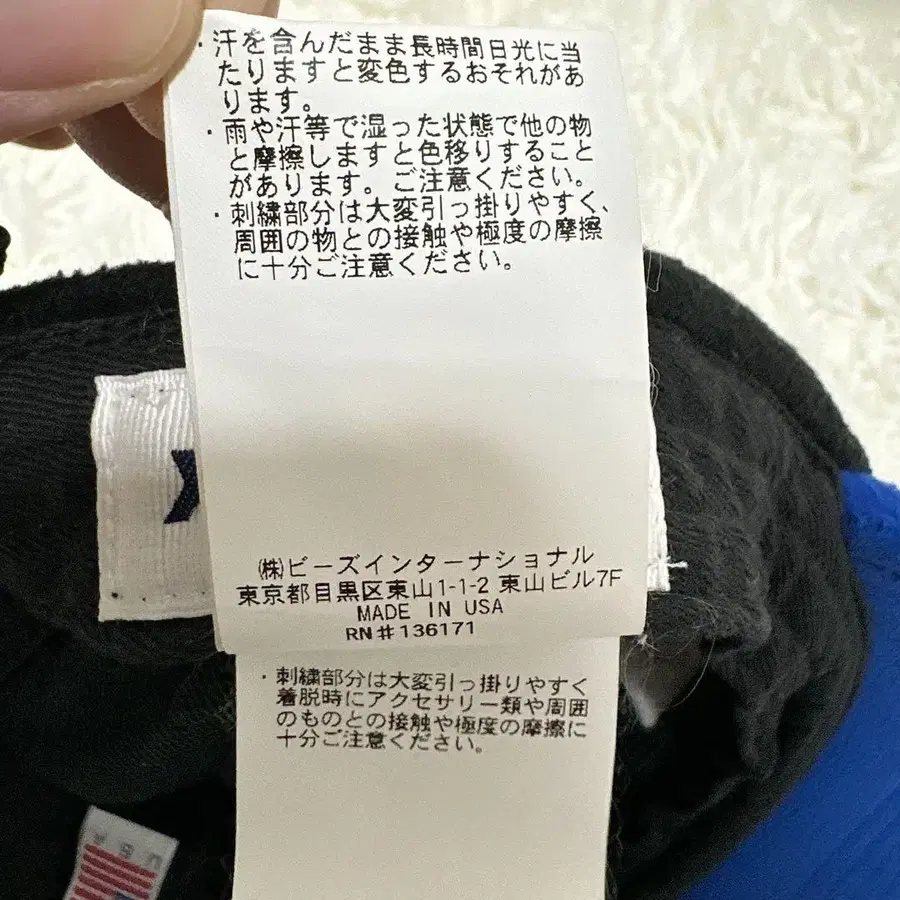 ・汗を含んだまま長時間日光に当
たりますと変色するおそれがあ
ります。
・雨や汗等で湿った状態で他の物
と摩擦しますと色移りすること
があります。ご注意ください。
・刺繍部分は大変引っ掛りやすく、
周囲の物との接触や極度の摩擦
に十分ご注意ください。
㈱ビーズインターナショナル
東京都目黒区東山1-1-2 東山ビル7F
MADE IN USA
RN#136171
・刺繍部分は大変引っ掛りやすく
着脱時にアクセサリー類や周囲
のものとの接触や極度の摩擦に
十分ご注意ください。